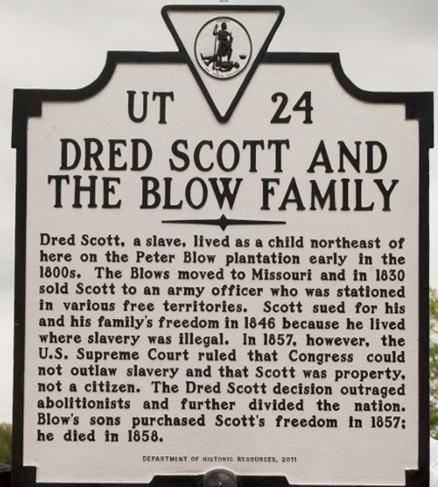 UT 24
DRED SCOTT AND
THE BLOW FAMILY
Dred Scott, a slave, lived as a child northeast of
here on the Peter Blow plantation early in the
1800s. The Blows moved to Missouri and in 1830
sold Scott to an army officer who was stationed
in various free territories. Scott sued for his
and his family's freedom in 1846 because he lived
where slavery was illegal. In 1857, however, the
U.S. Supreme Court ruled that Congress could
not outlaw slavery and that Scott was property,
not a citizen. The Dred Scott decision outraged
abolitionists and further divided the nation.
Blow's sons purchased Scott's freedom in 1857;
he died in 1858.
DEPARTMENT OF HISTORIC RESOURCES, 2011